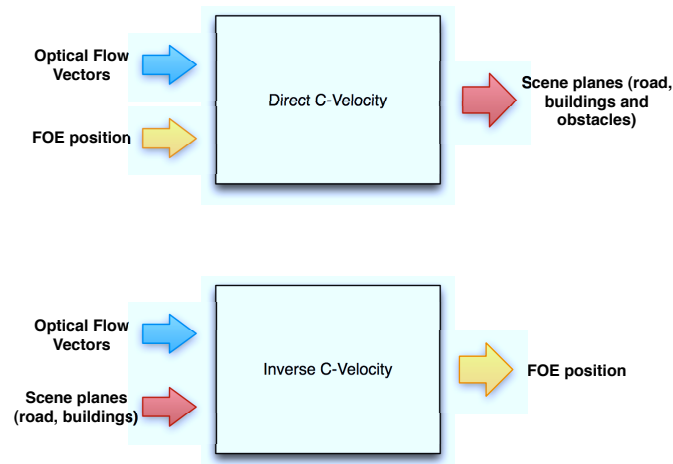 Optical Flow
Vectors
FOE position
Direct C-Velocity
Scene planes (road,
buildings and
obstacles)
Optical Flow
Vectors
Scene planes
(road, buildings)
Inverse C-Velocity
FOE position